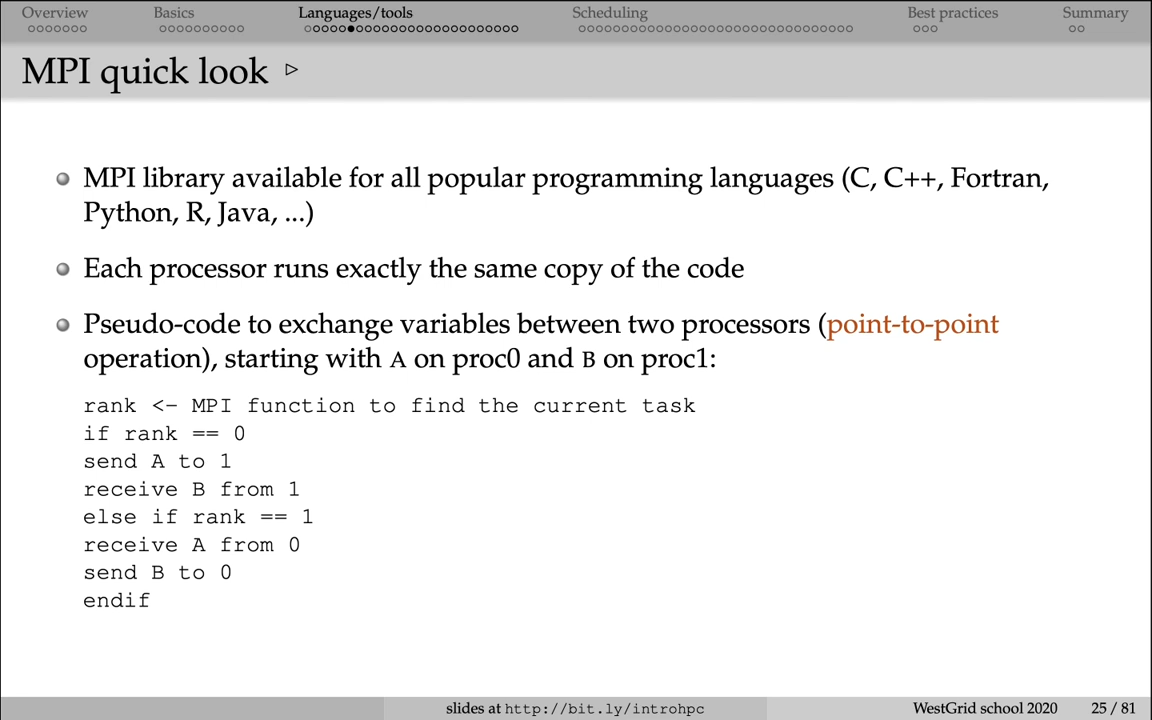 Overview Basics Languages/tools Scheduling Best practices Summary
MPI quick look
MPI library available for all popular programming languages (C, C++, Fortran,
Python, R, Java, ...)
Each processor runs exactly the same copy of the code
Pseudo-code to exchange variables between two processors (point-to-point
operation), starting with A on proc0 and B on proc1:
rank <- MPI function to find the current task
if rank == 0
send A to 1
receive B from 1
else if rank == 1
receive A from 0
send B to 0
endif
slides at http://bit.ly/introhpc WestGrid school 2020 25 / 81